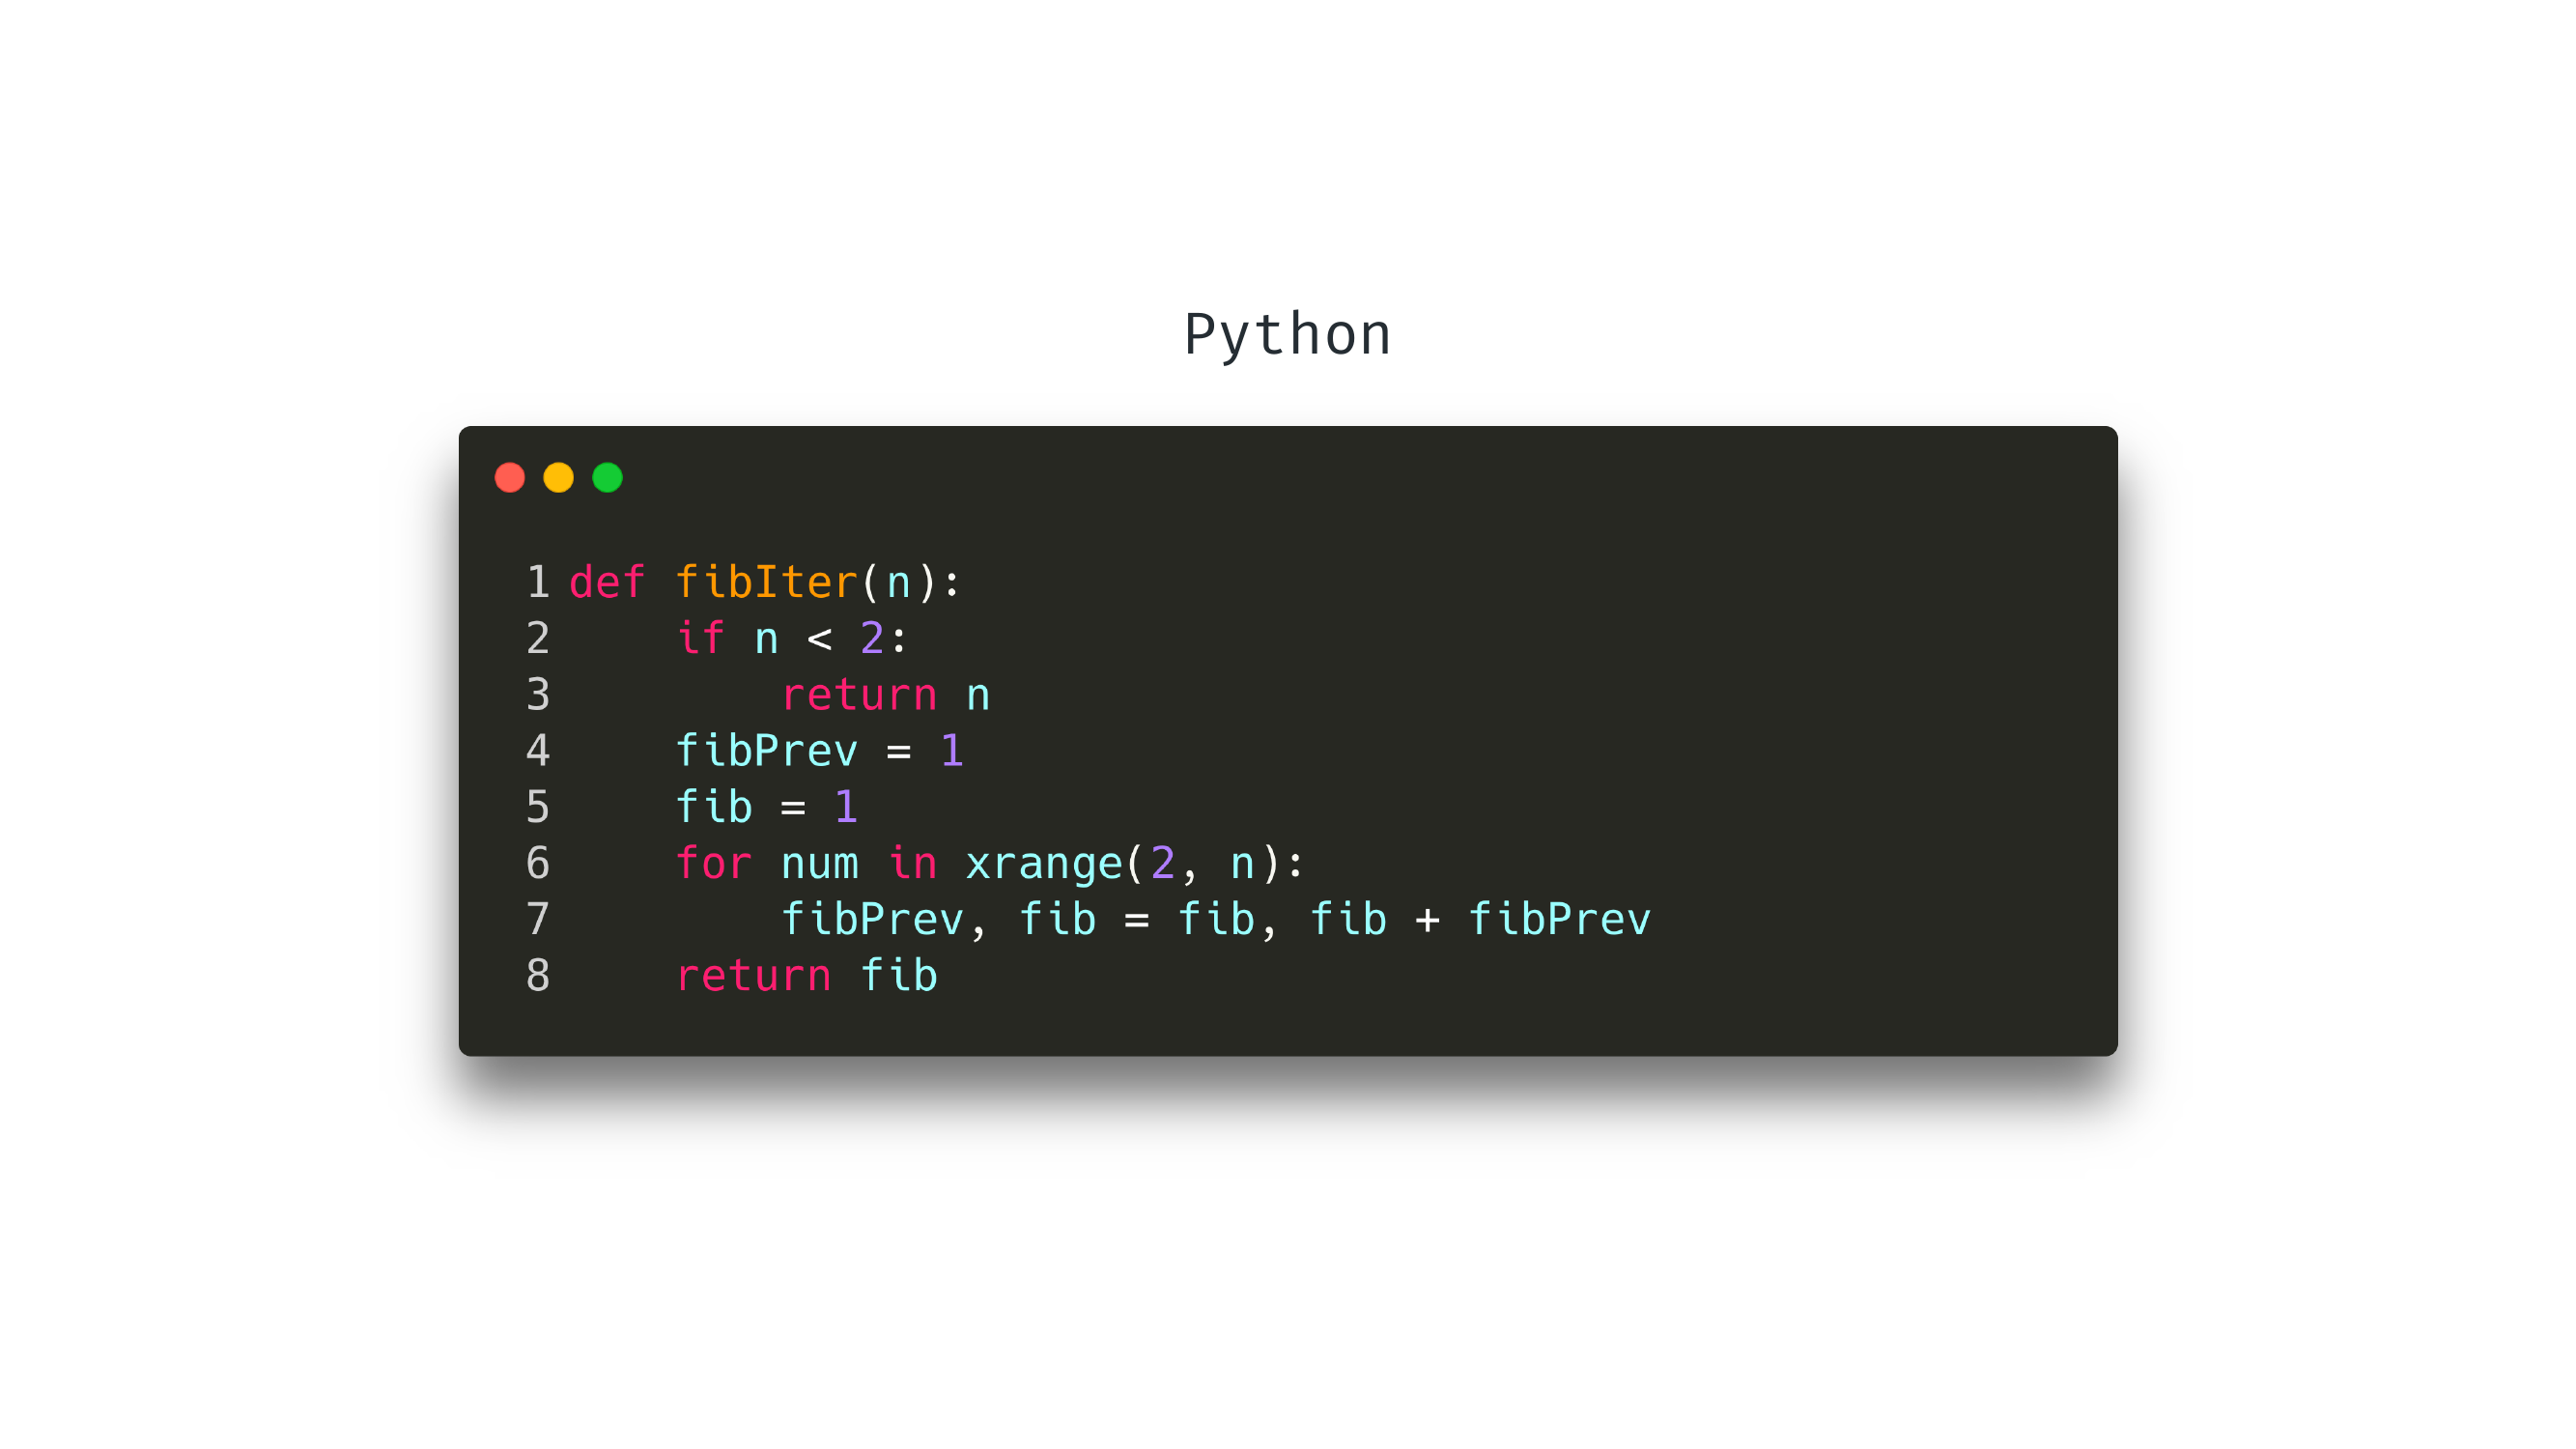 Python
1 def fibIter(n):
2     if n < 2:
3         return n
4     fibPrev = 1
5     fib = 1
6     for num in xrange(2, n):
7         fibPrev, fib = fib, fib + fibPrev
8     return fib